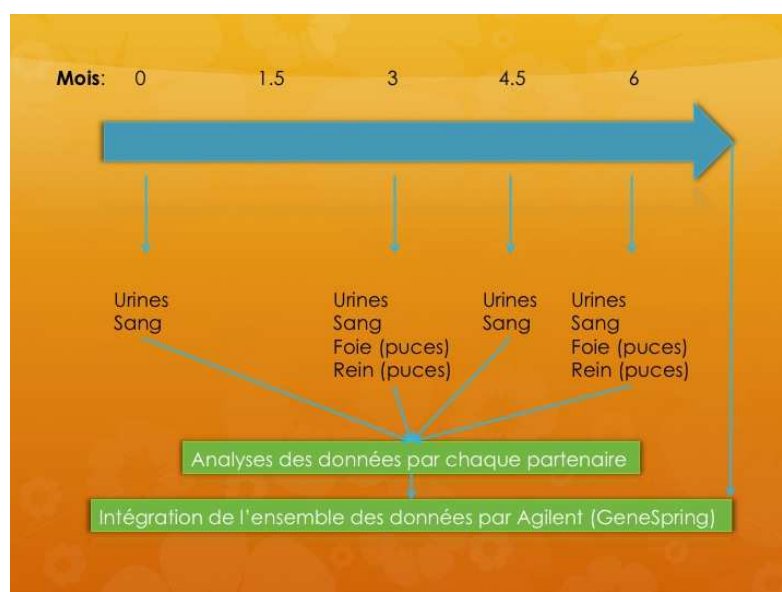 Mois: 0 1.5 3 4.5 6
Urines
Sang
Urines
Sang
Foie (puces)
Rein (puces)
Urines
Sang
Urines
Sang
Foie (puces)
Rein (puces)
Analyses des données par chaque partenaire
Intégration de l'ensemble des données par Agilent (GeneSpring)